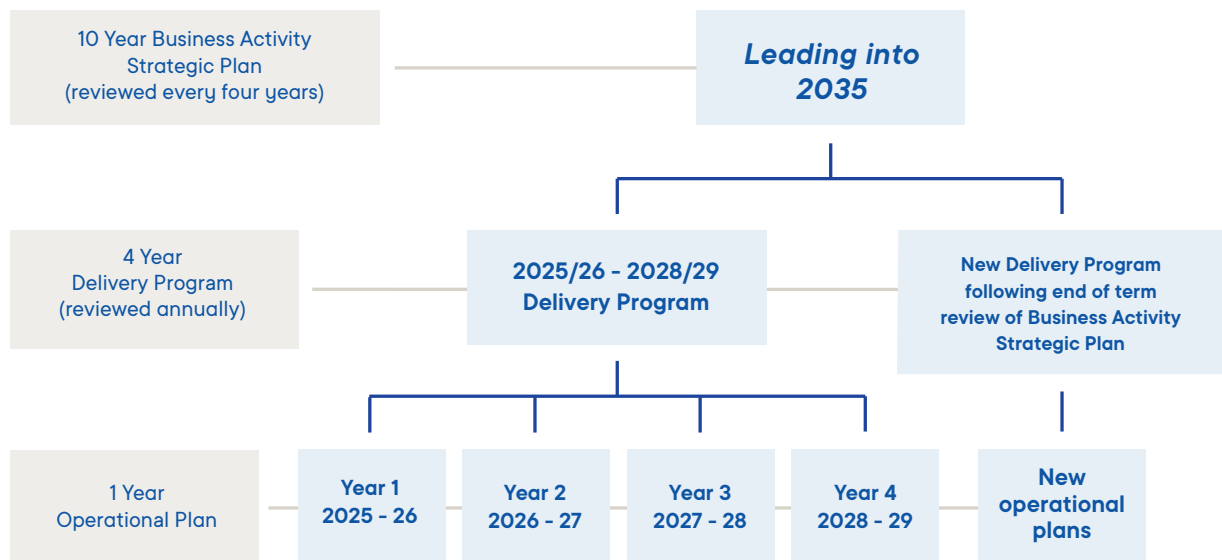 10 Year Business Activity
Strategic Plan
(reviewed every four years)
Leading into
2035
4 Year
Delivery Program
(reviewed annually)
2025/26 - 2028/29
Delivery Program
New Delivery Program
following end of term
review of Business Activity
Strategic Plan
1 Year
Operational Plan
Year 1
2025 - 26
Year 2
2026 - 27
Year 3
2027 - 28
Year 4
2028 - 29
New
operational
plans